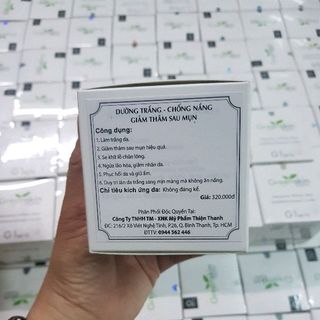 DƯỠNG TRẮNG - CHỐNG NẮNG
GIẢM THÂM SAU MỤN
Công dụng:
1. Làm trắng da.
2. Giảm thâm sau mụn hiệu quả.
3. Se khít lỗ chân lông.
4. Ngừa lão hóa, giảm nhăn da.
5. Phục hồi da và giữ ẩm.
6. Duy trì làn da trắng sáng mịn màng mà không ăn nắng.
Chỉ tiêu kích ứng da: Không đáng kể.
Giá: 320.000đ
Phân Phối Độc Quyền Tại:
Công Ty TNHH TM - XNK Mỹ Phẩm Thiện Thanh
ĐC: 216/2 Xô Viết Nghệ Tĩnh, P.26, Q. Bình Thạnh, Tp. HCM
ĐTTV: 0944 562 446